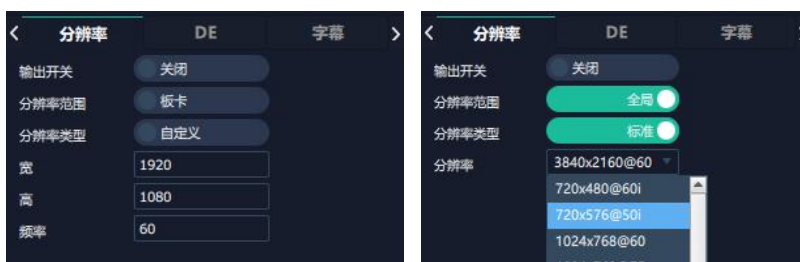 分辨率 DE 字幕
输出开关 关闭
分辨率范围 板卡
分辨率类型 自定义
宽 1920
高 1080
频率 60
分辨率 DE 字幕
输出开关 关闭
分辨率范围 全局
分辨率类型 标准
分辨率 3840x2160@60
720x480@60i
720x576@50i
1024x768@60